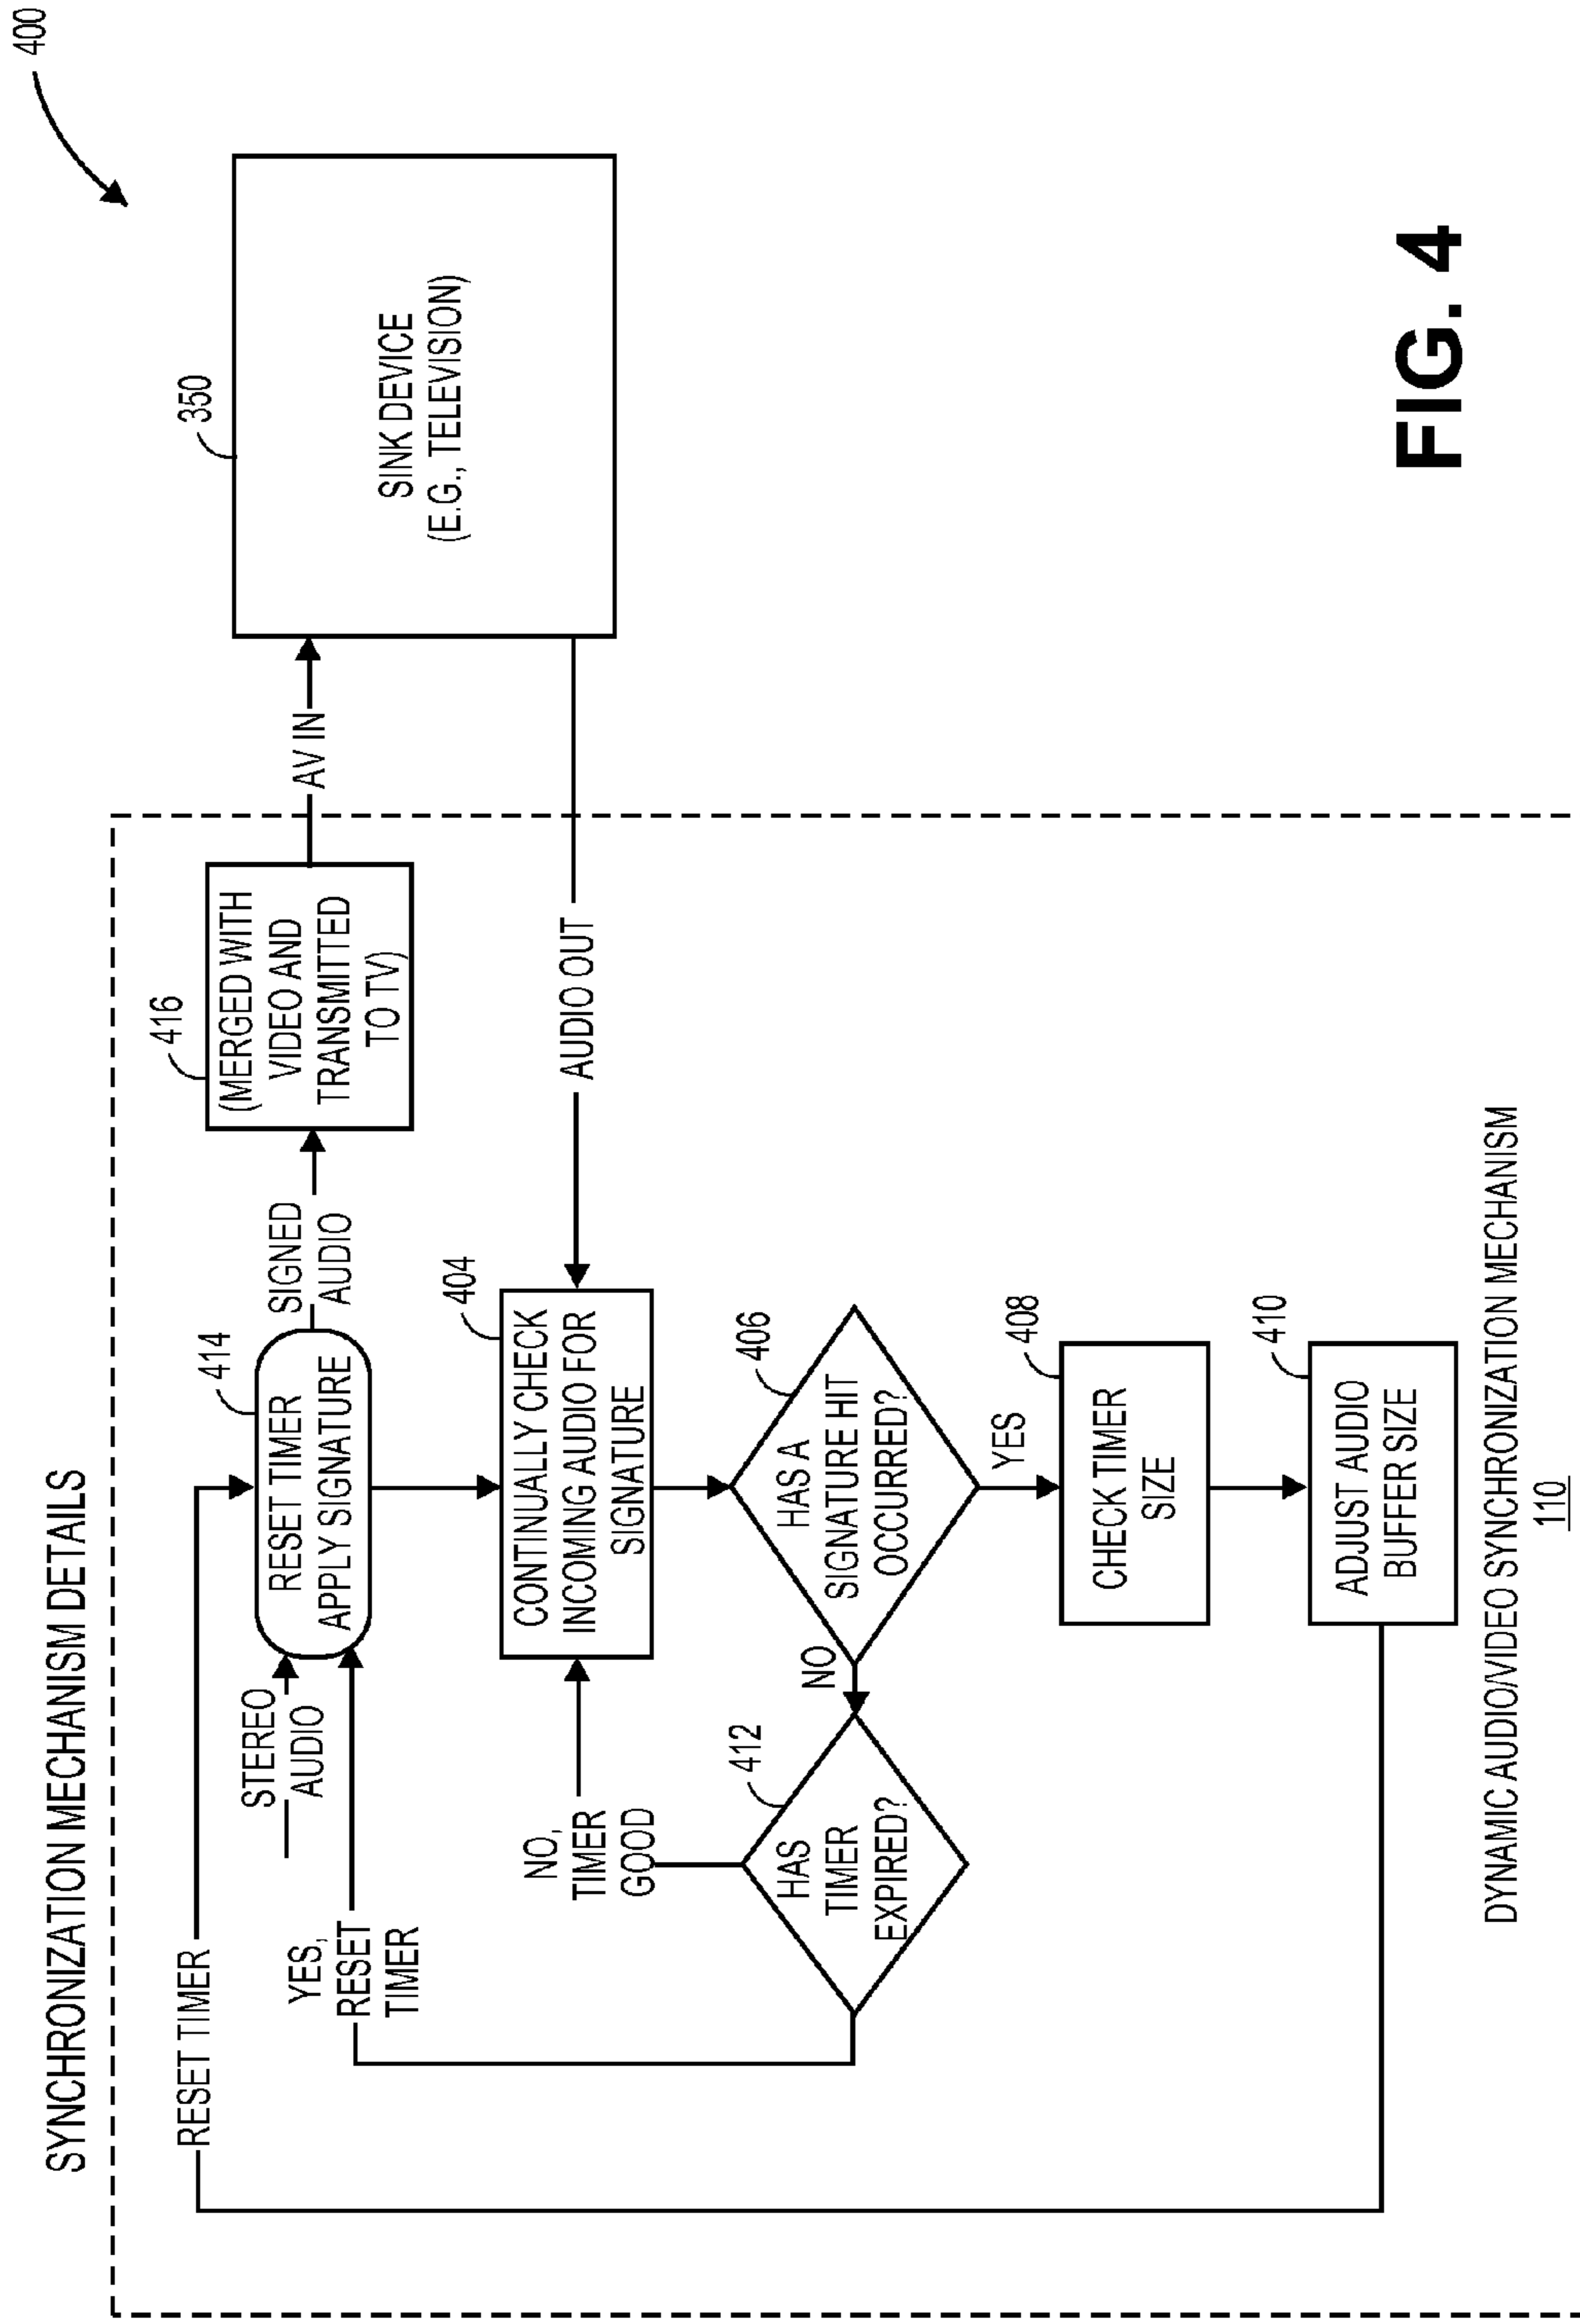 SYNCHRONIZATION MECHANISM DETAILS
400
RESET TIMER
STEREO
AUDIO
414
RESET TIMER
APPLY SIGNATURE
SIGNED
AUDIO
416
(MERGED WITH
VIDEO AND
TRANSMITTED
TO TV)
AV IN
350
SINK DEVICE
(E.G., TELEVISION)
YES,
RESET
TIMER
404
CONTINUALLY CHECK
INCOMING AUDIO FOR
SIGNATURE
AUDIO OUT
NO,
TIMER
GOOD
412
HAS
TIMER
EXPIRED?
NO
406
HAS A
SIGNATURE HIT
OCCURRED?
YES
408
CHECK TIMER
SIZE
410
ADJUST AUDIO
BUFFER SIZE
DYNAMIC AUDIO/VIDEO SYNCHRONIZATION MECHANISM
110
FIG. 4